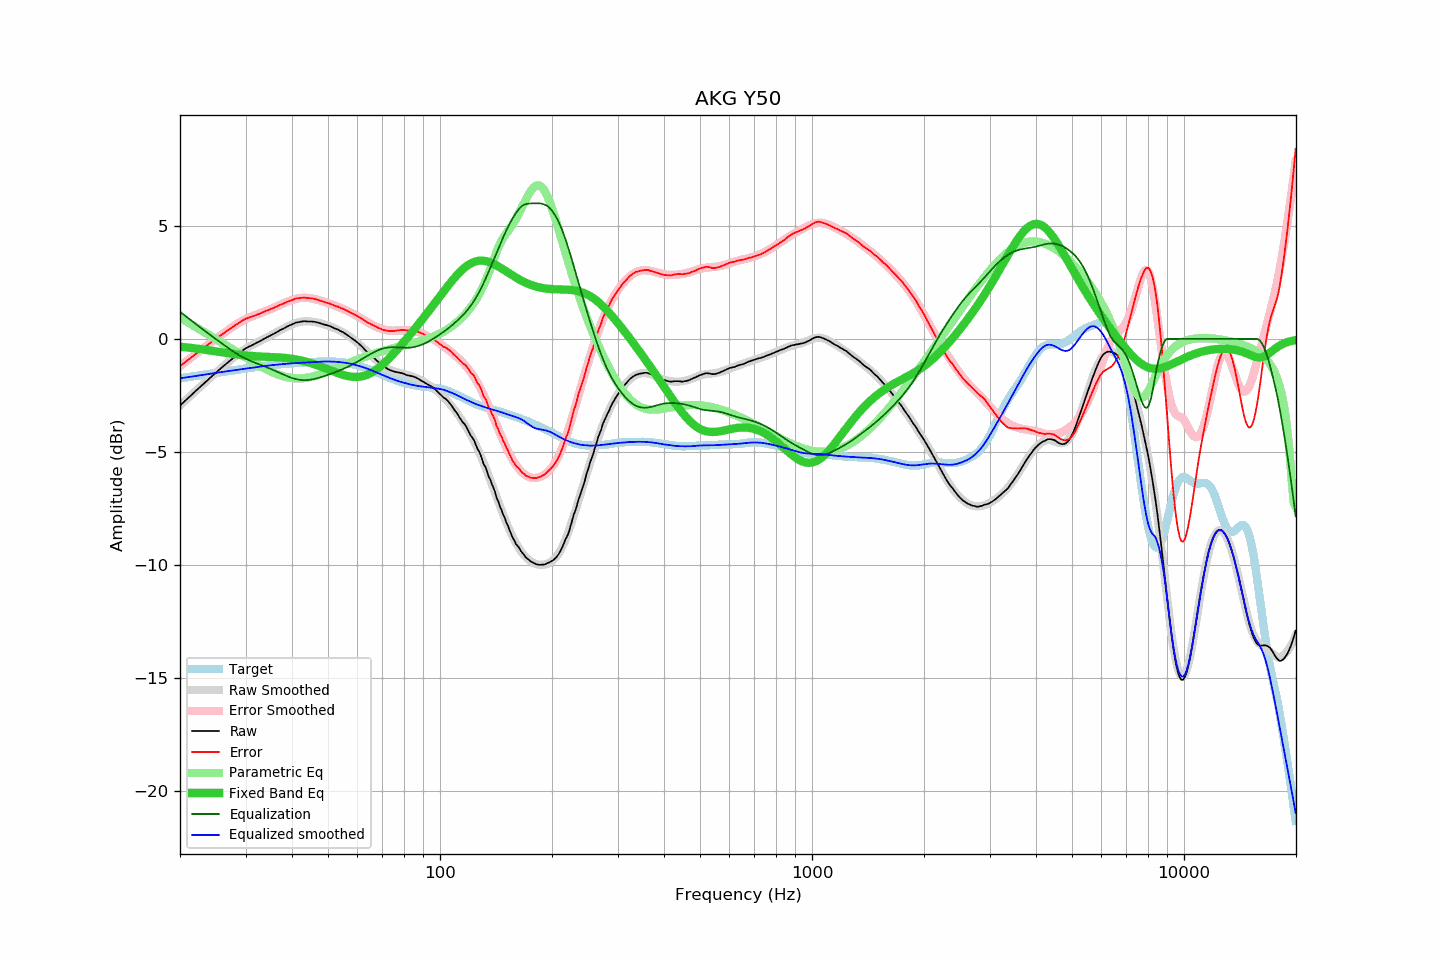 AKG Y50
Amplitude (dBr)
5
0
−5
−10
−15
−20
Target
Raw Smoothed
Error Smoothed
Raw
Error
Parametric Eq
Fixed Band Eq
Equalization
Equalized smoothed
100
1000
10000
Frequency (Hz)